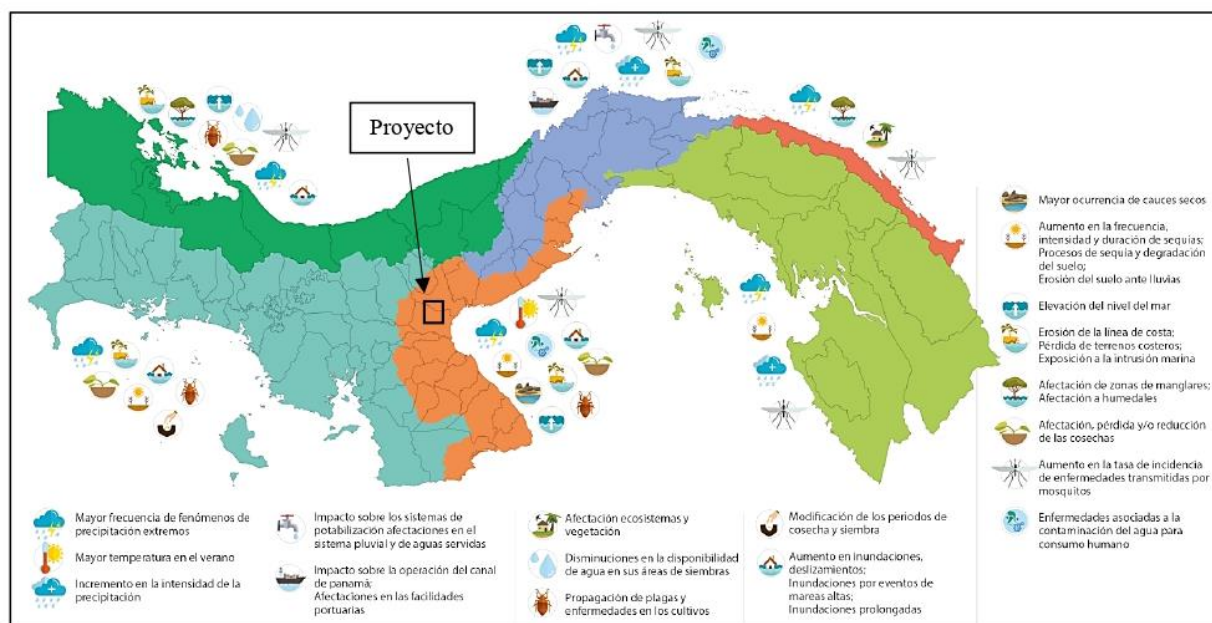 Proyecto
Mayor ocurrencia de cauces secos
Aumento en la frecuencia,
intensidad y duración de sequías;
Procesos de sequía y degradación
del suelo;
Erosión del suelo ante lluvias
Elevación del nivel del mar
Erosión de la línea de costa;
Pérdida de terrenos costeros;
Exposición a la intrusión marina
Afectación de zonas de manglares;
Afectación a humedales
Afectación, pérdida y/o reducción
de las cosechas
Aumento en la tasa de incidencia
de enfermedades transmitidas por
mosquitos
Enfermedades asociadas a la
contaminación del agua para
consumo humano
Mayor frecuencia de fenómenos de
precipitación extremos
Mayor temperatura en el verano
Incremento en la intensidad de la
precipitación
Impacto sobre los sistemas de
potabilización afectaciones en el
sistema pluvial y de aguas servidas
Impacto sobre la operación del canal
de panamá;
Afectaciones en las facilidades
portuarias
Afectación ecosistemas y
vegetación
Disminuciones en la disponibilidad
de agua en sus áreas de siembras
Propagación de plagas y
enfermedades en los cultivos
Modificación de los periodos de
cosecha y siembra
Aumento en inundaciones,
deslizamientos;
Inundaciones por eventos de
mareas altas;
Inundaciones prolongadas